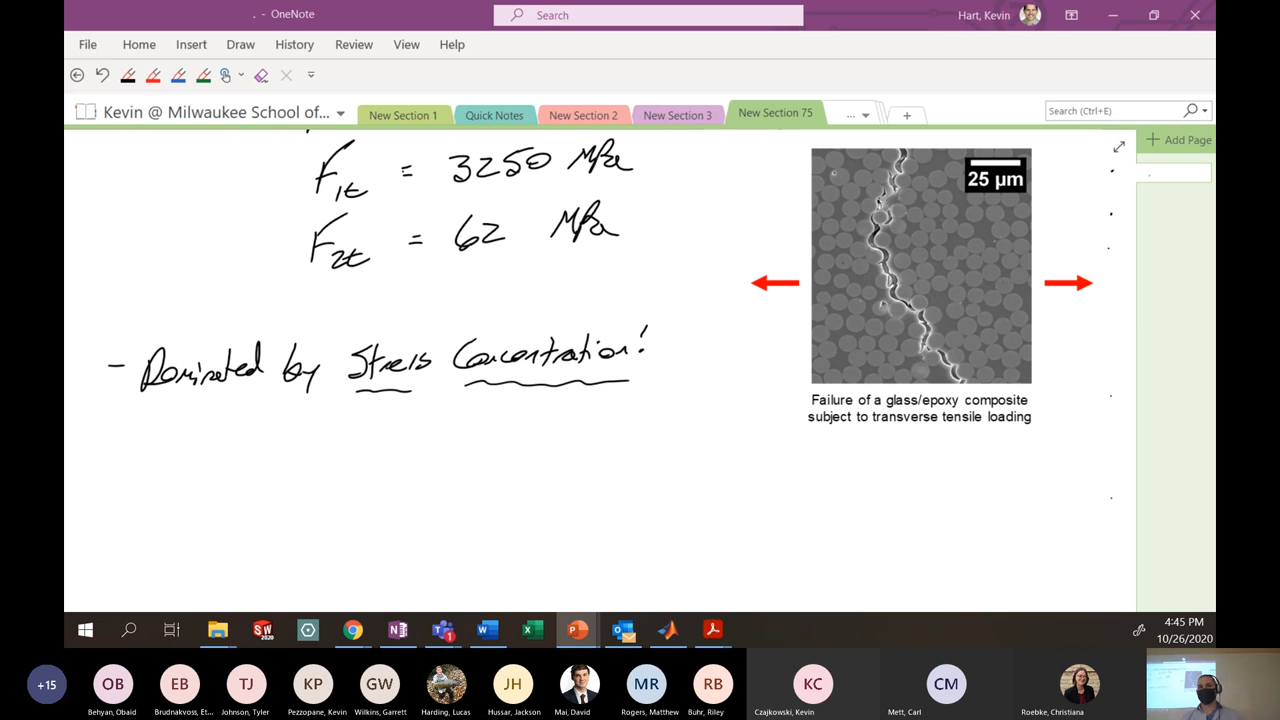 . - OneNote
Search
Hart, Kevin
File Home Insert Draw History Review View Help
Kevin @ Milwaukee School of...
New Section 1
Quick Notes
New Section 2
New Section 3
New Section 75
...
Search (Ctrl+E)
Add Page
F1t = 3250 MPa
F2t = 62 MPa
- Dominated by Stress Concentration!
25 µm
Failure of a glass/epoxy composite
subject to transverse tensile loading
4:45 PM
10/26/2020
+15
OB
EB
TJ
KP
GW
JH
MR
RB
KC
CM
Behyan, Obaid
Brudnakvoss, Et...
Johnson, Tyler
Pezzopane, Kevin
Wilkins, Garrett
Harding, Lucas
Hussar, Jackson
Mai, David
Rogers, Matthew
Buhr, Riley
Czajkowski, Kevin
Mett, Carl
Roebke, Christiana